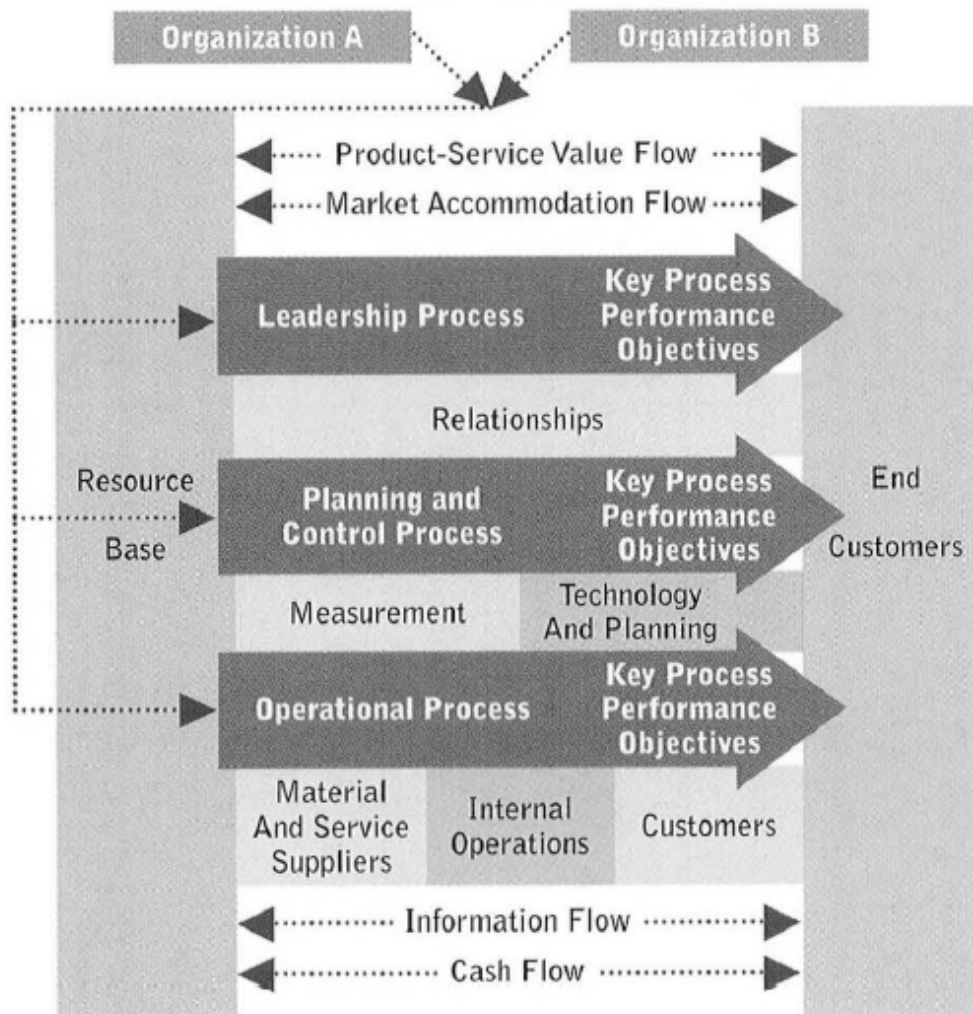 Organization A
Organization B
Product-Service Value Flow
Market Accommodation Flow
Leadership Process
Key Process
Performance
Objectives
Relationships
Resource
Base
Planning and
Control Process
Key Process
Performance
Objectives
End
Customers
Measurement
Technology
And Planning
Operational Process
Key Process
Performance
Objectives
Material
And Service
Suppliers
Internal
Operations
Customers
Information Flow
Cash Flow